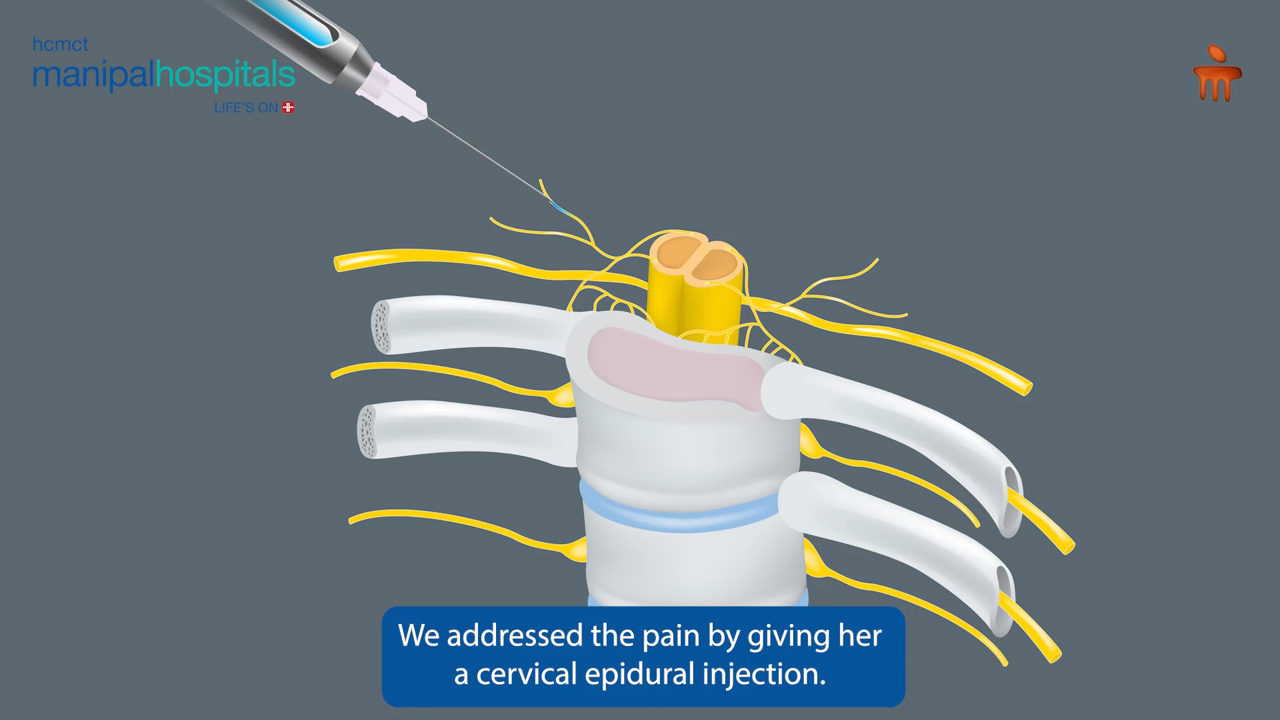 hcmct
manipalhospitals
LIFE'S ON
We addressed the pain by giving her
a cervical epidural injection.